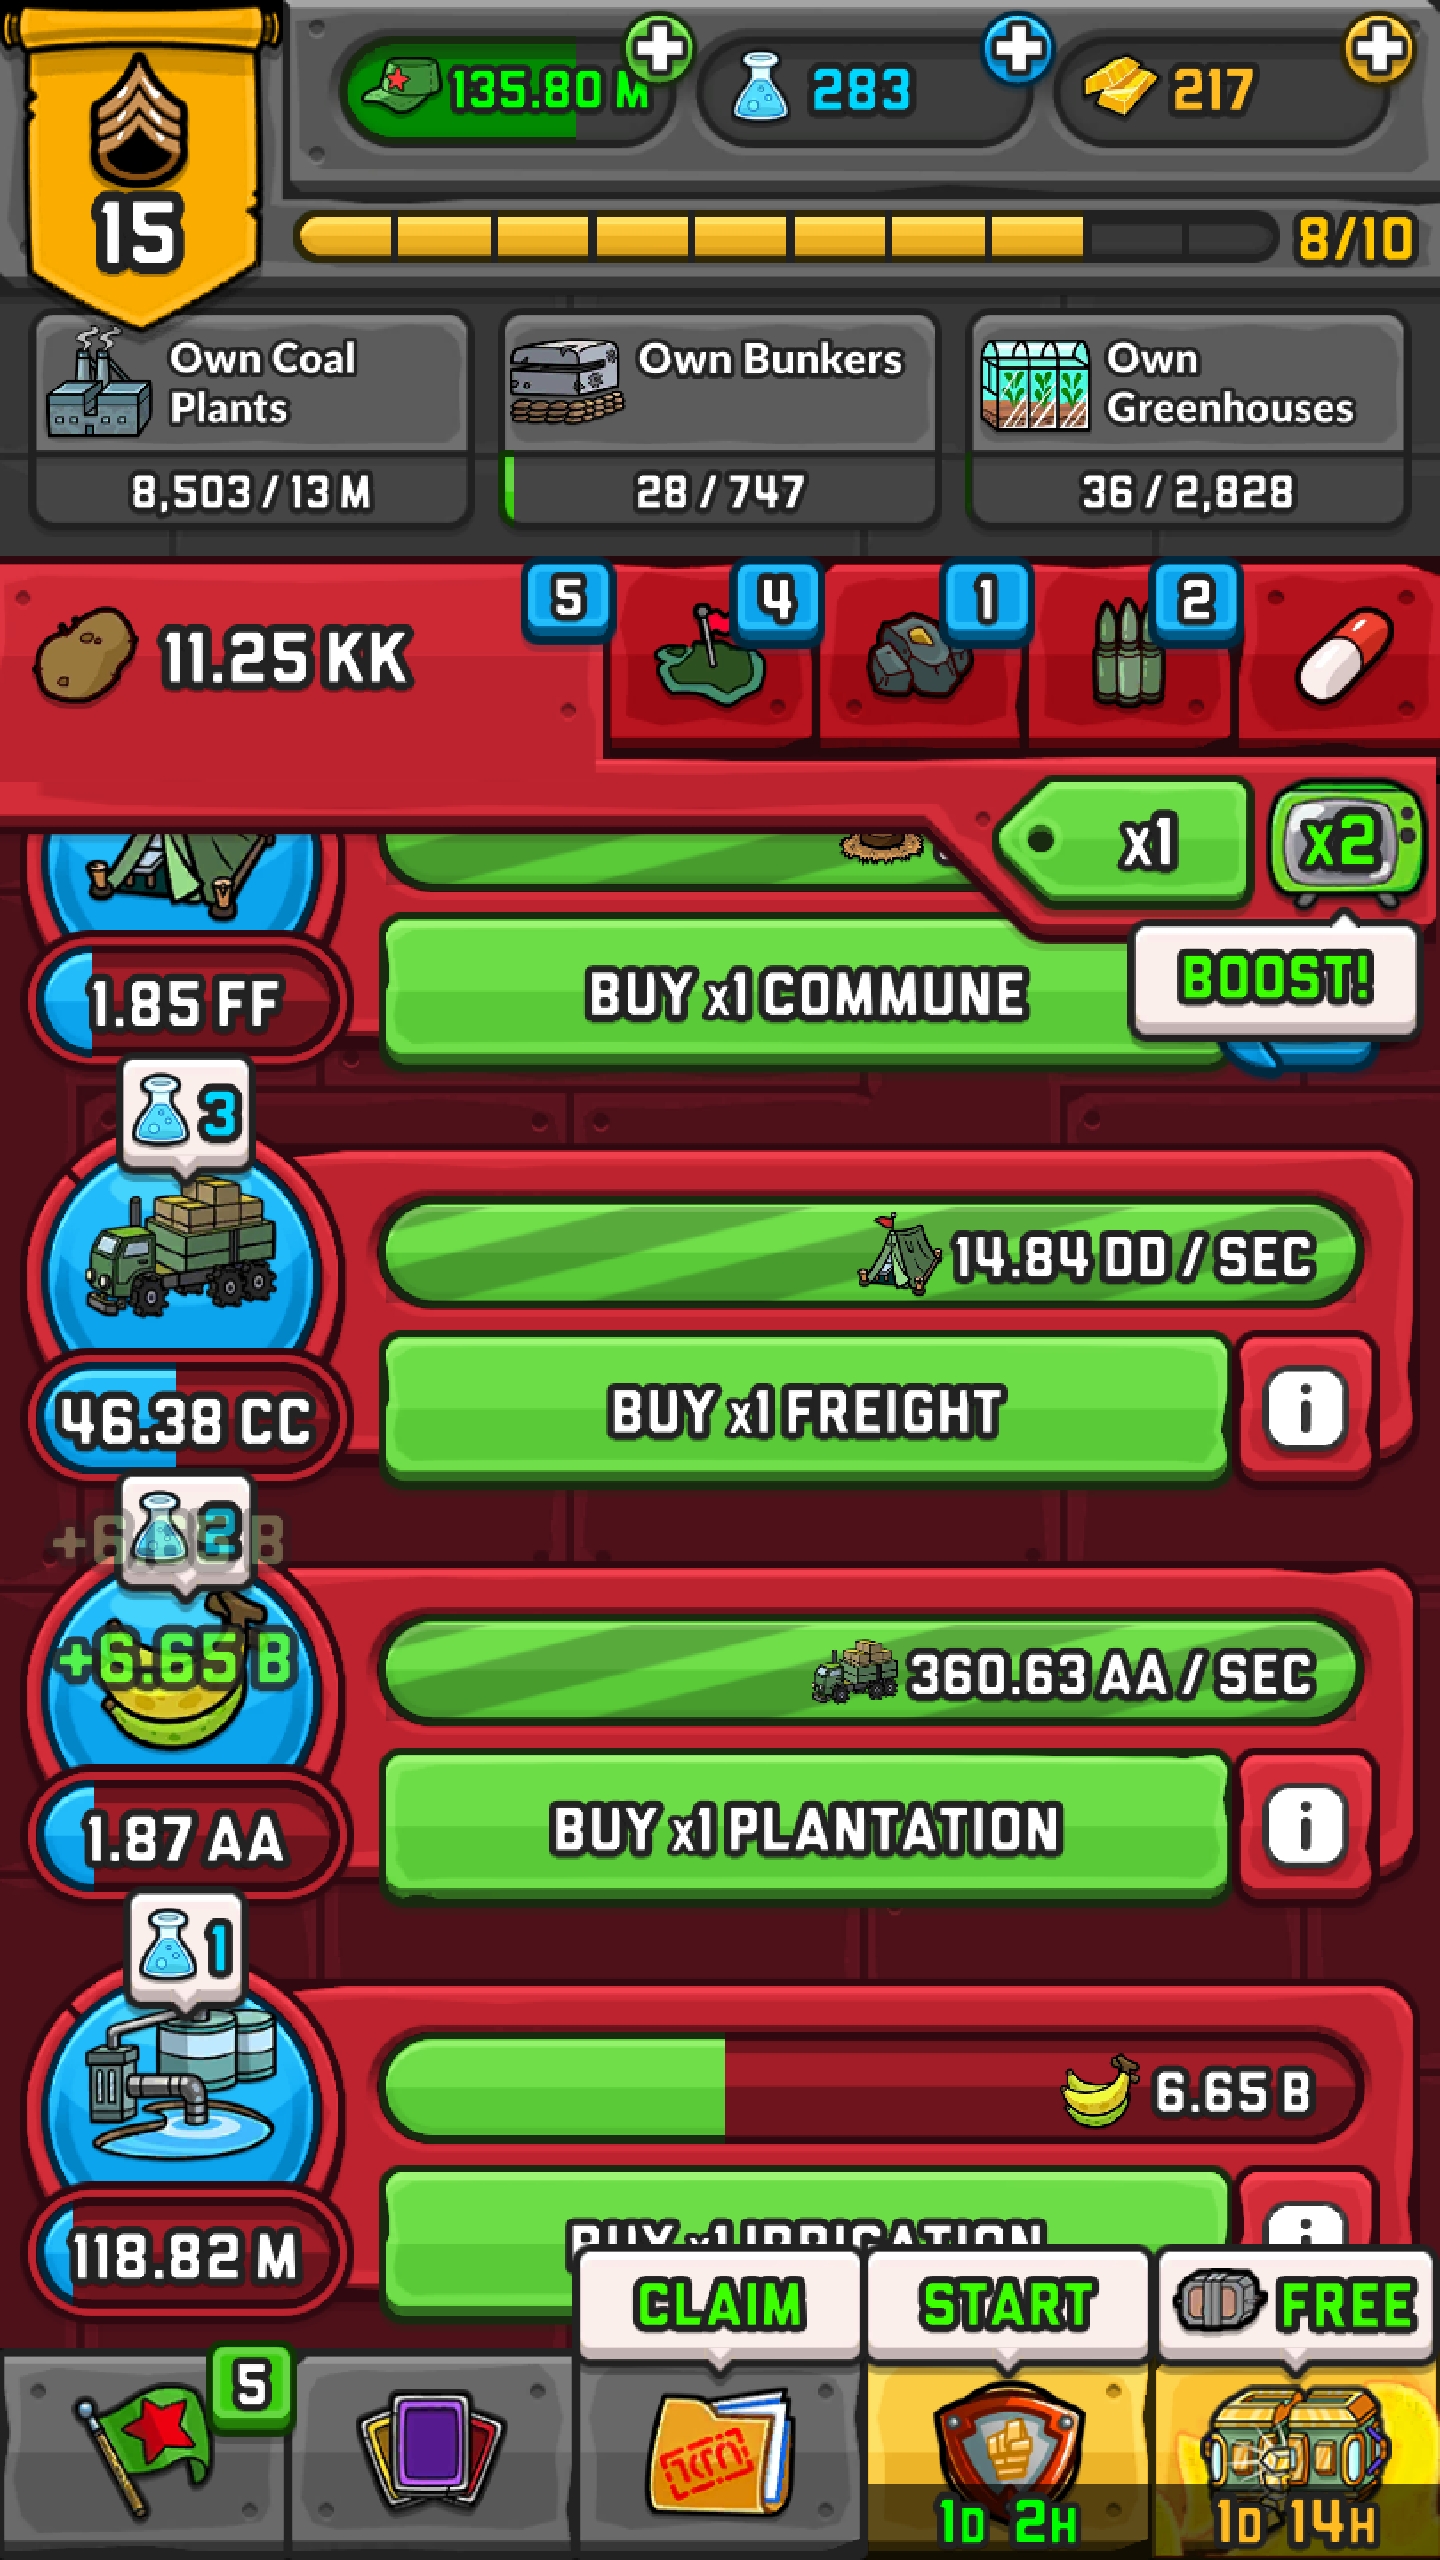 135.80 M
283
217
15
8/10
Own Coal
Plants
8,503 / 13 M
Own Bunkers
28 / 747
Own
Greenhouses
36 / 2,828
11.25 KK
5
4
1
2
x1
x2
BOOST!
1.85 FF
BUY x1 COMMUNE
3
14.84 DD / SEC
46.38 CC
BUY x1 FREIGHT
+6.65 B
360.63 AA / SEC
1.87 AA
BUY x1 PLANTATION
1
6.65 B
118.82 M
BUY x1 IRRIGATION
CLAIM
START
FREE
5
1D 2H
1D 14H